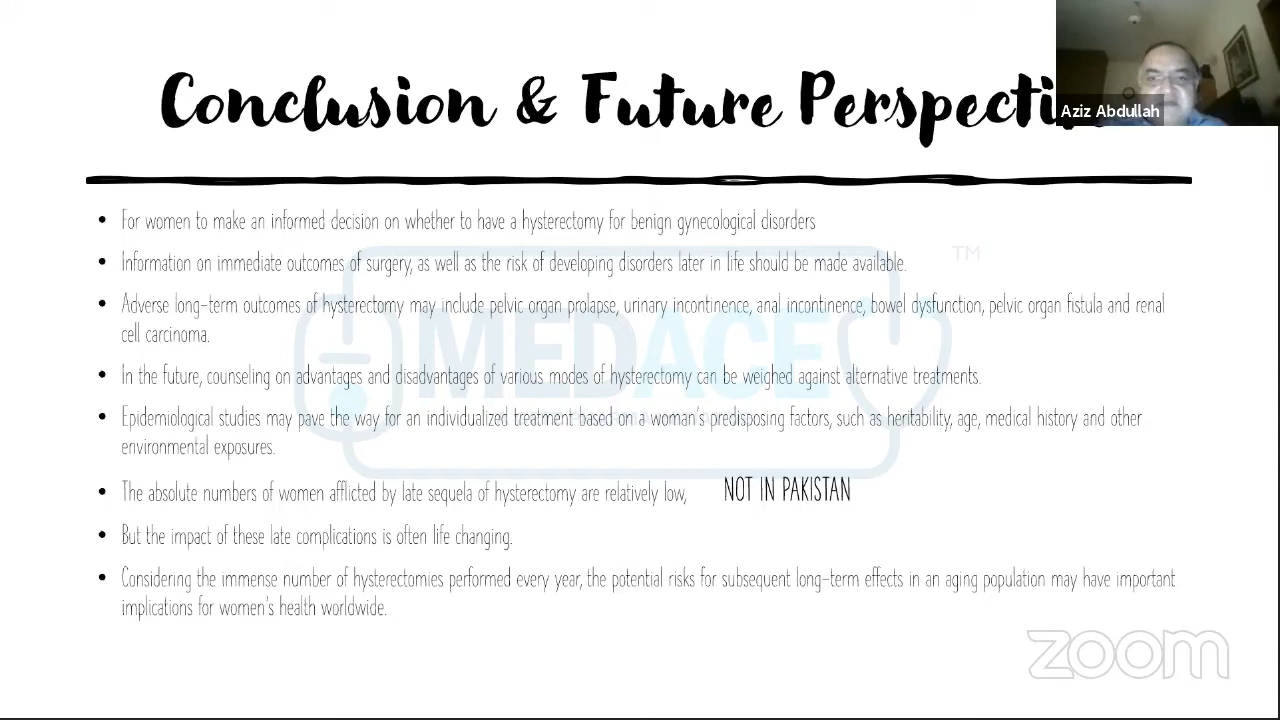 Conclusion & Future Perspecti
Aziz Abdullah
• For women to make an informed decision on whether to have a hysterectomy for benign gynecological disorders
• Information on immediate outcomes of surgery, as well as the risk of developing disorders later in life should be made available.
TM
• Adverse long-term outcomes of hysterectomy may include pelvic organ prolapse, urinary incontinence, anal incontinence, bowel dysfunction, pelvic organ fistula and renal
cell carcinoma.
MEDACE
• In the future, counseling on advantages and disadvantages of various modes of hysterectomy can be weighed against alternative treatments.
• Epidemiological studies may pave the way for an individualized treatment based on a woman's predisposing factors, such as heritability, age, medical history and other
environmental exposures.
• The absolute numbers of women afflicted by late sequela of hysterectomy are relatively low, NOT IN PAKISTAN
• But the impact of these late complications is often life changing.
• Considering the immense number of hysterectomies performed every year, the potential risks for subsequent long-term effects in an aging population may have important
implications for women's health worldwide.
zoom